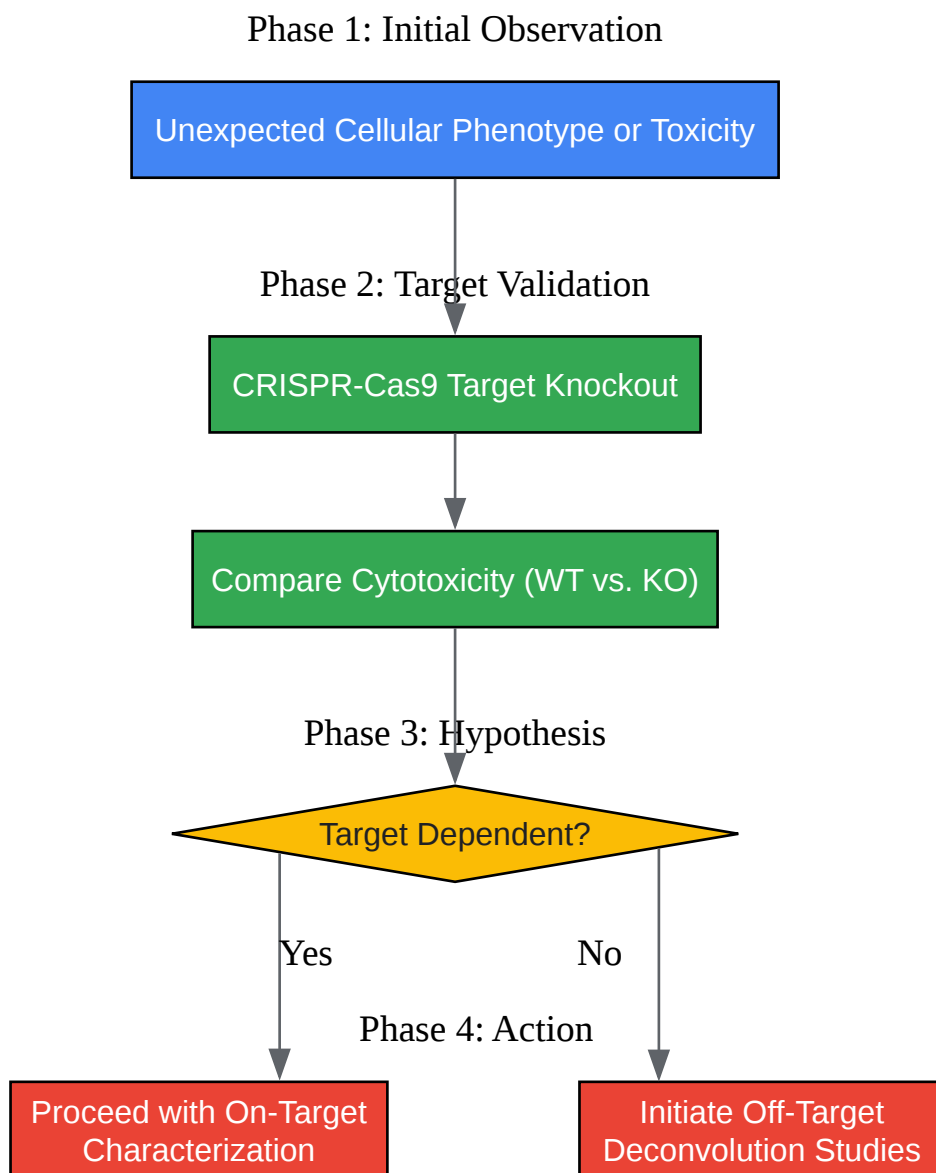 Phase 1: Initial Observation
Unexpected Cellular Phenotype or Toxicity
Phase 2: Target Validation
CRISPR-Cas9 Target Knockout
Compare Cytotoxicity (WT vs. KO)
Phase 3: Hypothesis
Target Dependent?
Yes
No
Phase 4: Action
Proceed with On-Target
Characterization
Initiate Off-Target
Deconvolution Studies